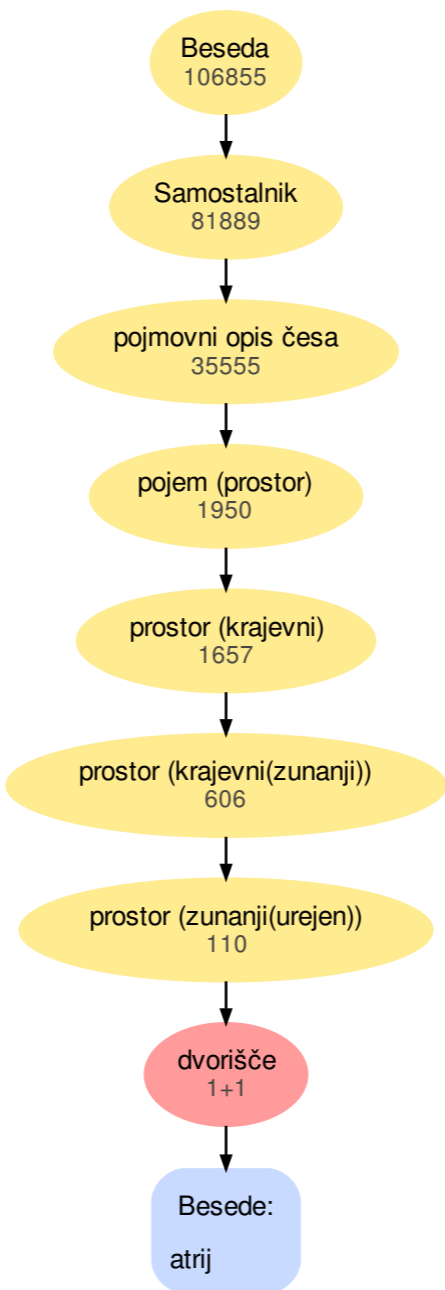 Beseda
106855
Samostalnik
81889
pojmovni opis česa
35555
pojem (prostor)
1950
prostor (krajevni)
1657
prostor (krajevni(zunanji))
606
prostor (zunanji(urejen))
110
dvorišče
1+1
Besede:
atrij